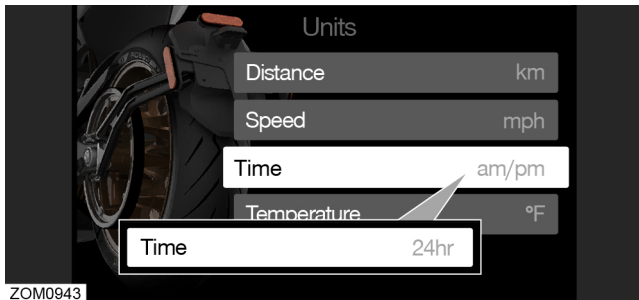 Units
Distance km
Speed mph
Time am/pm
Temperature °F
Time 24hr
ZOM0943